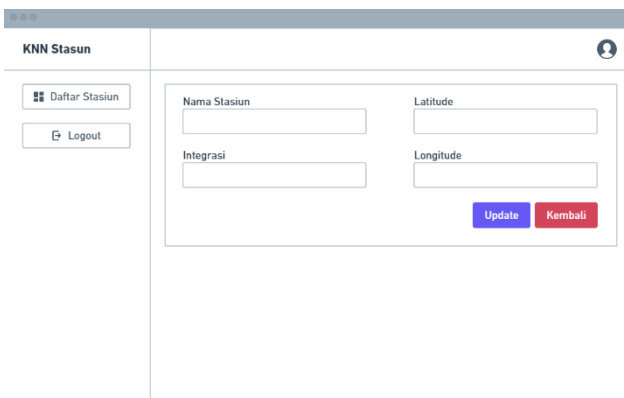 KNN Stasun
Daftar Stasiun
Logout
Nama Stasiun
Latitude
Integrasi
Longitude
Update
Kembali